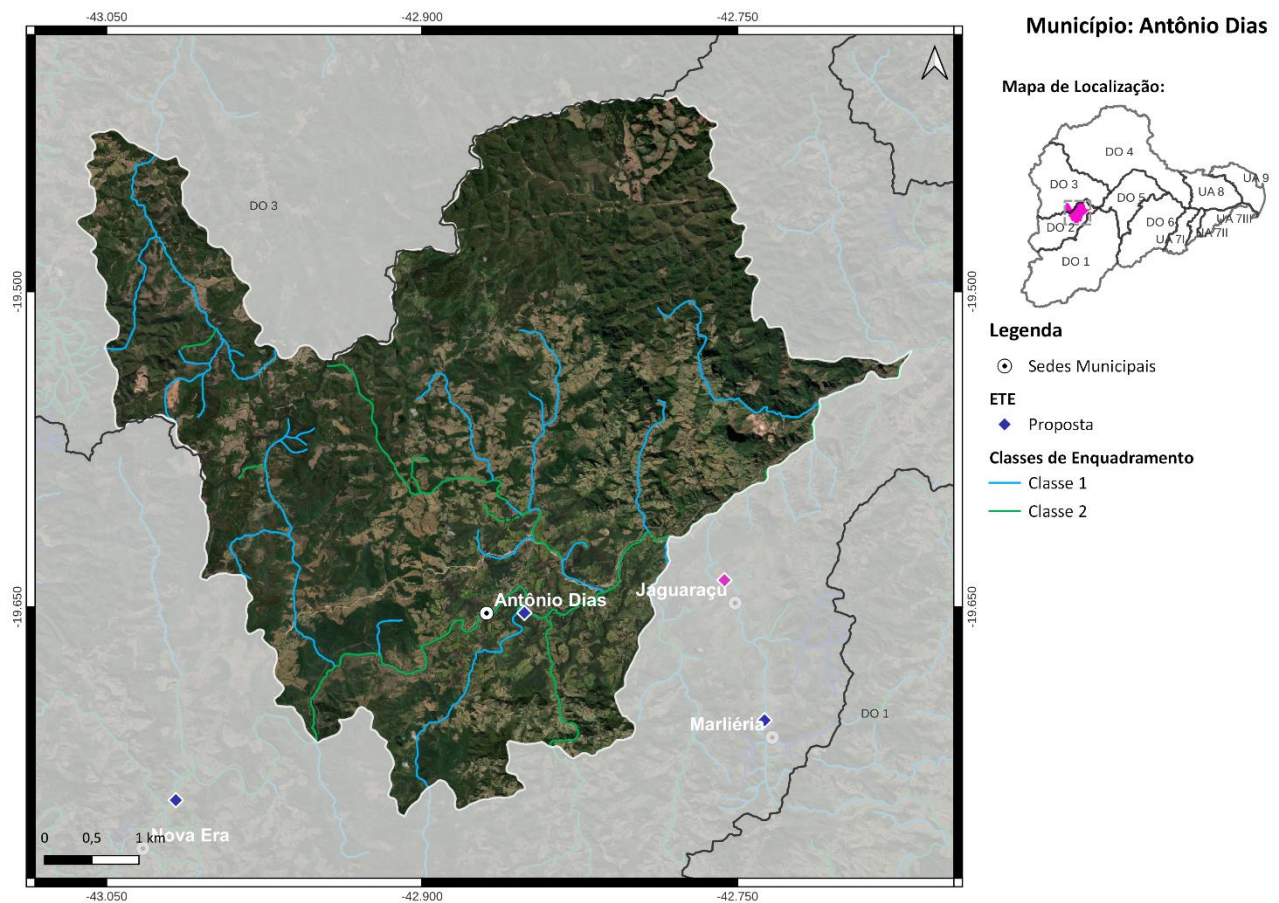 -43.050
-42.900
-42.750
Município: Antônio Dias
Mapa de Localização:
DO 4
DO 3
DO 5
UA 8
UA 9
DO 2
DO 6
UA 7III
UA 7II
UA 7I
DO 1
DO 3
-19.500
-19.500
Legenda
Sedes Municipais
ETE
Proposta
Classes de Enquadramento
Classe 1
Classe 2
Jaguaraçu
Antônio Dias
-19.650
-19.650
Marliéria
DO 1
Nova Era
0 0,5 1 km
-43.050
-42.900
-42.750